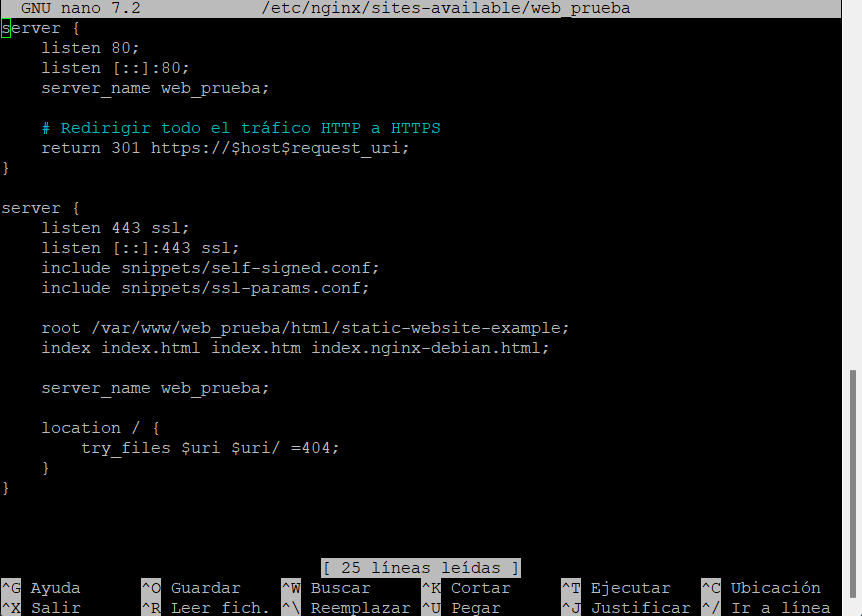 GNU nano 7.2 /etc/nginx/sites-available/web_prueba
server {
listen 80;
listen [::]:80;
server_name web_prueba;
# Redirigir todo el tráfico HTTP a HTTPS
return 301 https://$host$request_uri;
}
server {
listen 443 ssl;
listen [::]:443 ssl;
include snippets/self-signed.conf;
include snippets/ssl-params.conf;
root /var/www/web_prueba/html/static-website-example;
index index.html index.htm index.nginx-debian.html;
server_name web_prueba;
location / {
try_files $uri $uri/ =404;
}
}
[ 25 líneas leídas ]
^G Ayuda ^O Guardar ^W Buscar ^K Cortar ^T Ejecutar ^C Ubicación
^X Salir ^R Leer fich. ^\ Reemplazar ^U Pegar ^J Justificar ^/ Ir a línea